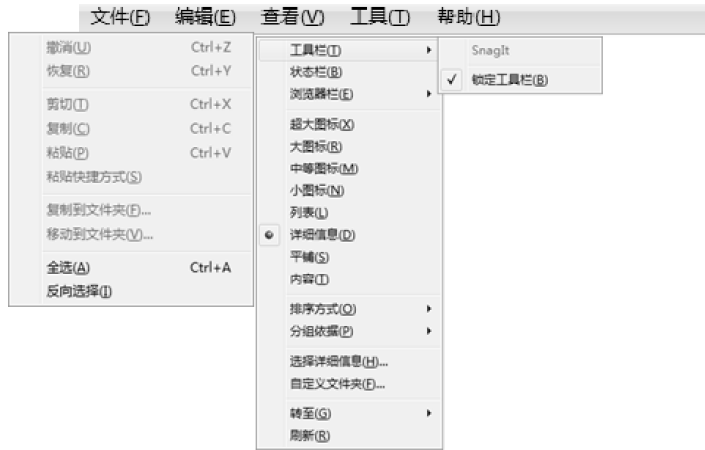 文件(F) 编辑(E) 查看(V) 工具(T) 帮助(H)
撤消(U) Ctrl+Z
恢复(R) Ctrl+Y
剪切(T) Ctrl+X
复制(C) Ctrl+C
粘贴(P) Ctrl+V
粘贴快捷方式(S)
复制到文件夹(F)...
移动到文件夹(V)...
全选(A) Ctrl+A
反向选择(I)
工具栏(T)
状态栏(B)
浏览器栏(E)
超大图标(X)
大图标(R)
中等图标(M)
小图标(N)
列表(L)
详细信息(D)
平铺(S)
内容(T)
排序方式(O)
分组依据(P)
选择详细信息(H)...
自定义文件夹(F)...
转至(G)
刷新(R)
SnagIt
锁定工具栏(B)